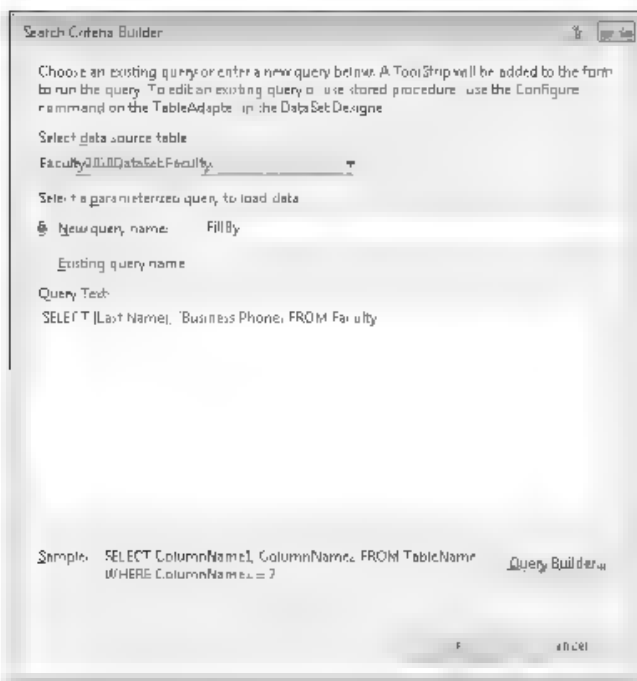 Search Criteria Builder
Choose an existing query or enter a new query below. A ToolStrip will be added to the form
to run the query. To edit an existing query or use stored procedure, use the Configure
command on the TableAdapter in the DataSet Designer
Select data source table
Select a parameterized query to load data
New query name: FillBy
Existing query name
Query Text
SELECT [Last Name], [Business Phone] FROM Faculty
Sample: SELECT ColumnName1, ColumnName2 FROM TableName
WHERE ColumnName1 = ?
Query Builder...